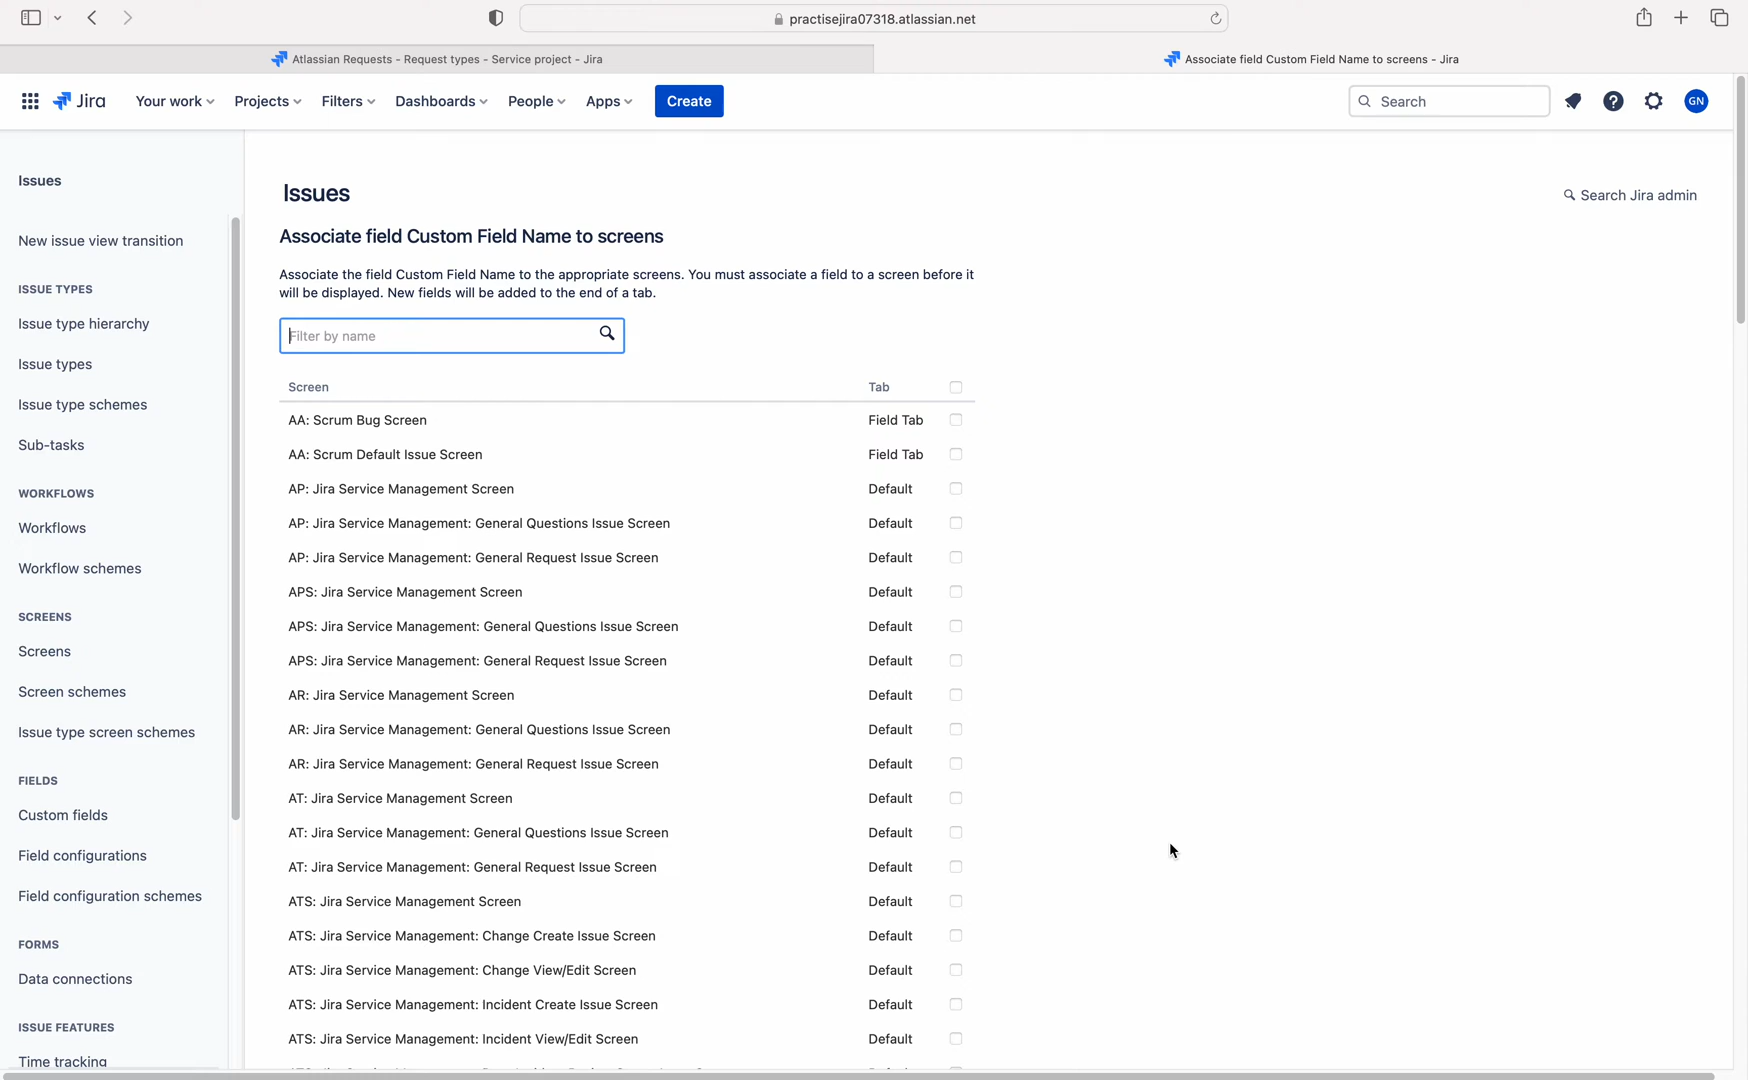 practisejira07318.atlassian.net
Atlassian Requests - Request types - Service project - Jira
Associate field Custom Field Name to screens - Jira
Jira
Your work
Projects
Filters
Dashboards
People
Apps
Create
Search
GN
Issues
New issue view transition
ISSUE TYPES
Issue type hierarchy
Issue types
Issue type schemes
Sub-tasks
WORKFLOWS
Workflows
Workflow schemes
SCREENS
Screens
Screen schemes
Issue type screen schemes
FIELDS
Custom fields
Field configurations
Field configuration schemes
FORMS
Data connections
ISSUE FEATURES
Time tracking
Issues
Search Jira admin
Associate field Custom Field Name to screens
Associate the field Custom Field Name to the appropriate screens. You must associate a field to a screen before it
will be displayed. New fields will be added to the end of a tab.
Filter by name
Screen Tab
AA: Scrum Bug Screen Field Tab
AA: Scrum Default Issue Screen Field Tab
AP: Jira Service Management Screen Default
AP: Jira Service Management: General Questions Issue Screen Default
AP: Jira Service Management: General Request Issue Screen Default
APS: Jira Service Management Screen Default
APS: Jira Service Management: General Questions Issue Screen Default
APS: Jira Service Management: General Request Issue Screen Default
AR: Jira Service Management Screen Default
AR: Jira Service Management: General Questions Issue Screen Default
AR: Jira Service Management: General Request Issue Screen Default
AT: Jira Service Management Screen Default
AT: Jira Service Management: General Questions Issue Screen Default
AT: Jira Service Management: General Request Issue Screen Default
ATS: Jira Service Management Screen Default
ATS: Jira Service Management: Change Create Issue Screen Default
ATS: Jira Service Management: Change View/Edit Screen Default
ATS: Jira Service Management: Incident Create Issue Screen Default
ATS: Jira Service Management: Incident View/Edit Screen Default